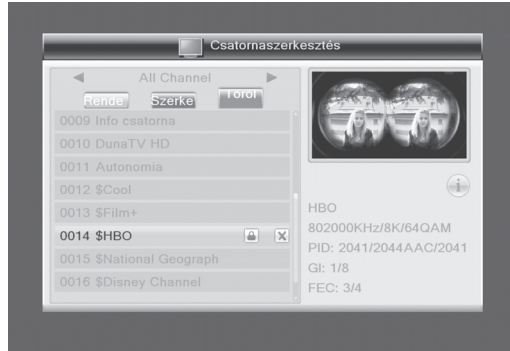 Csatornaszerkesztés
All Channel
Rende Szerke Töröl
0009 Info csatorna
0010 DunaTV HD
0011 Autonomia
0012 $Cool
0013 $Film+
0014 $HBO
0015 $National Geograph
0016 $Disney Channel
HBO
802000KHz/8K/64QAM
PID: 2041/2044AAC/2041
GI: 1/8
FEC: 3/4